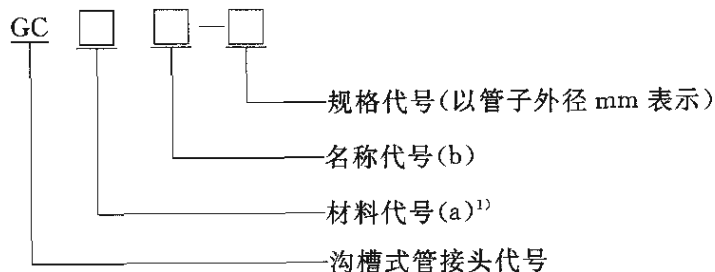 GC □ □—□
规格代号(以管子外径 mm 表示)
名称代号(b)
材料代号(a)¹⁾
沟槽式管接头代号